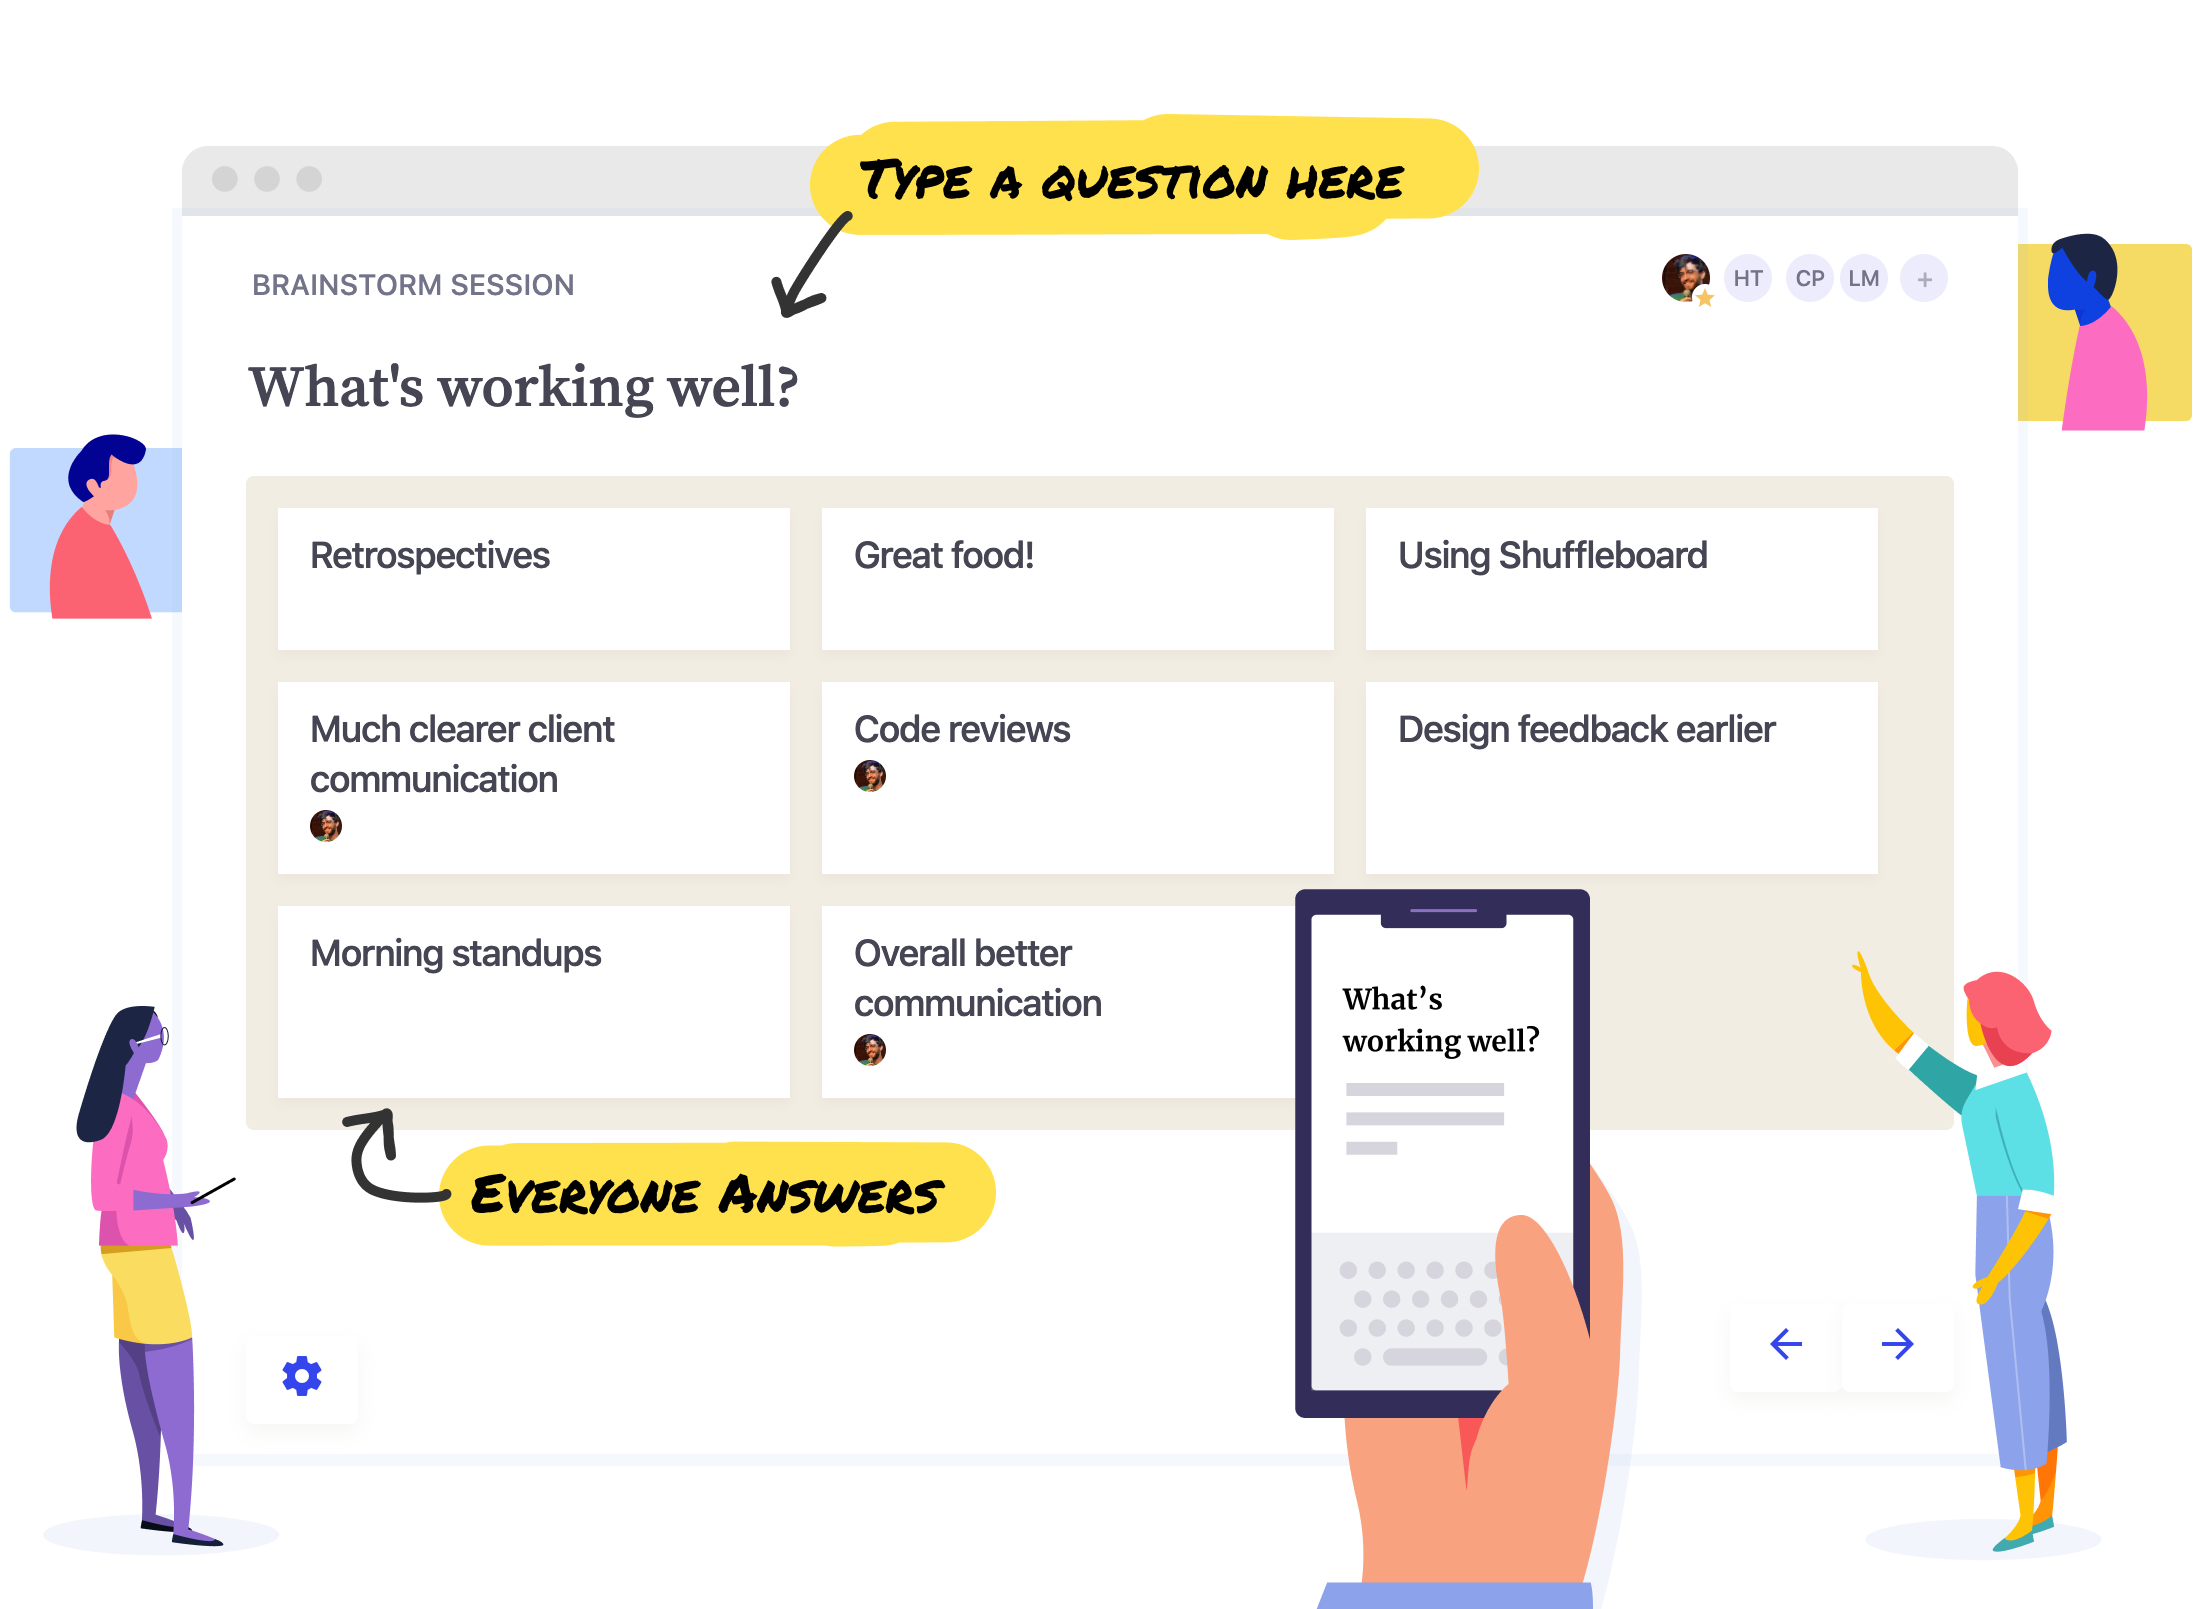 TYPE A QUESTION HERE
BRAINSTORM SESSION
HT
CP
LM
+
What's working well?
Retrospectives
Great food!
Using Shuffleboard
Much clearer client
communication
Code reviews
Design feedback earlier
Morning standups
Overall better
communication
What’s
working well?
EVERYONE ANSWERS